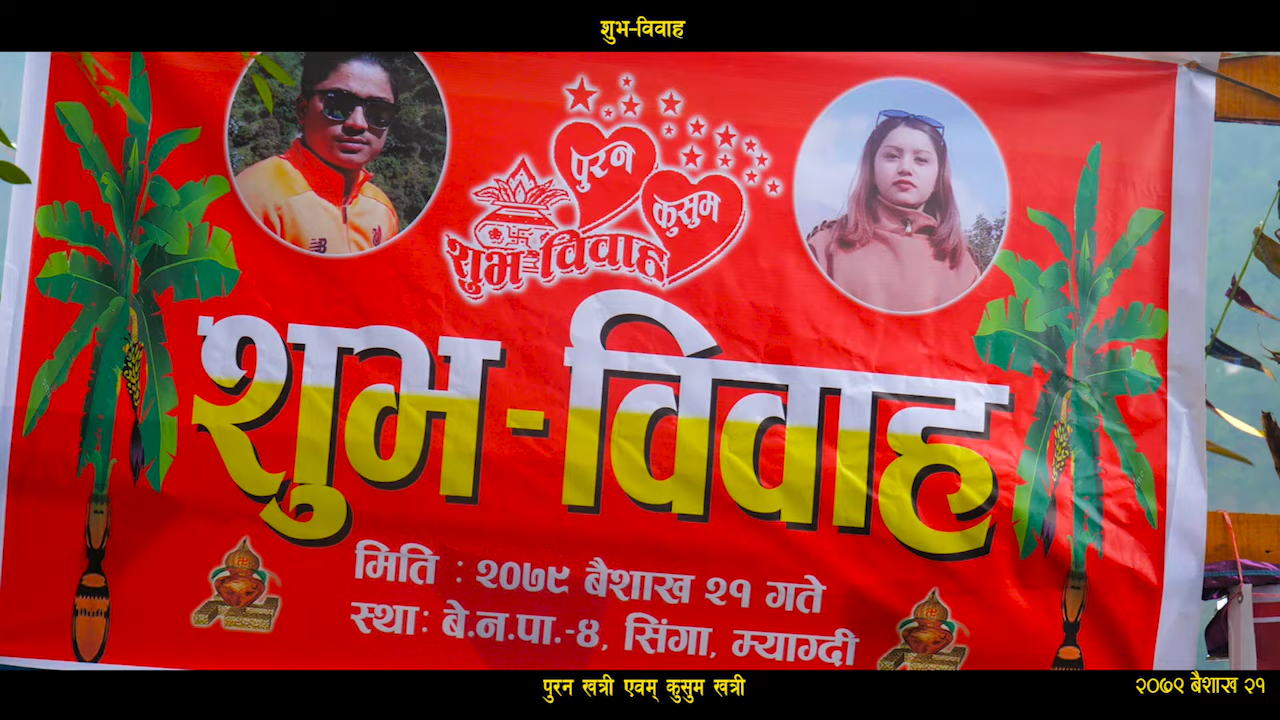 शुभ-विवाह
पुरन
कुसुम
शुभ-विवाह
शुभ-विवाह
मिति : २०७९ बैशाख २१ गते
स्था: बे.न.पा.-४, सिंगा, म्याग्दी
पुरन खत्री एवम् कुसुम खत्री
२०७९ बैशाख २१